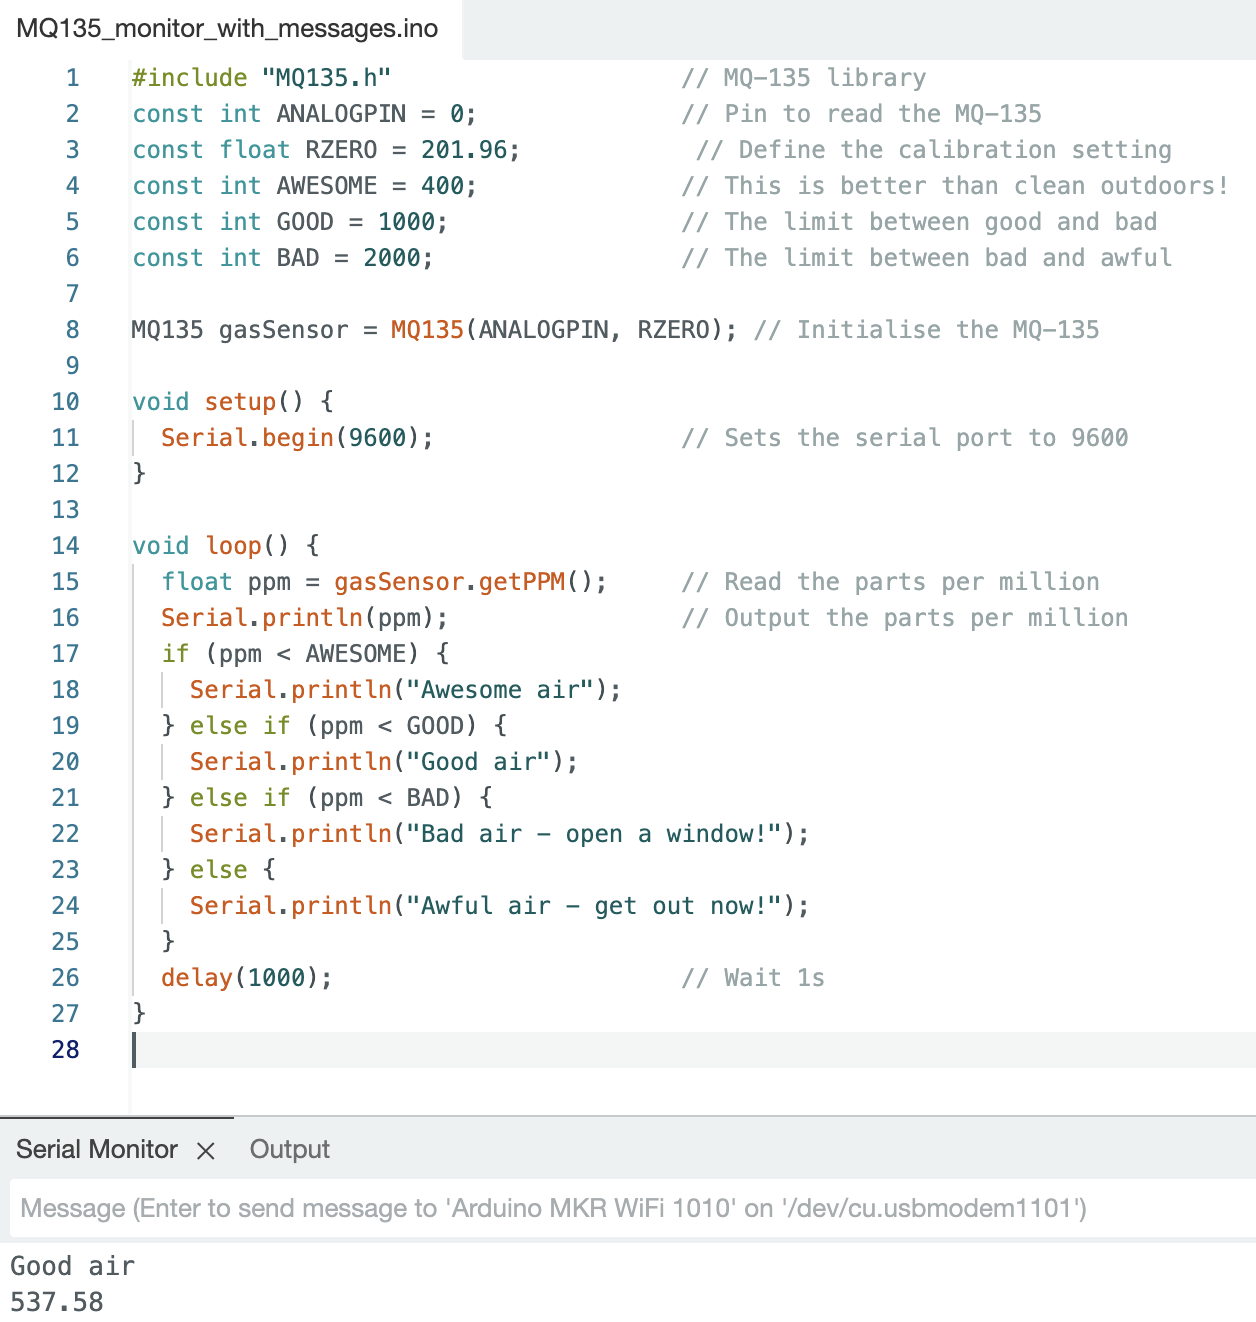 MQ135_monitor_with_messages.ino
1 #include "MQ135.h" // MQ-135 library
2 const int ANALOGPIN = 0; // Pin to read the MQ-135
3 const float RZERO = 201.96; // Define the calibration setting
4 const int AWESOME = 400; // This is better than clean outdoors!
5 const int GOOD = 1000; // The limit between good and bad
6 const int BAD = 2000; // The limit between bad and awful
7
8 MQ135 gasSensor = MQ135(ANALOGPIN, RZERO); // Initialise the MQ-135
9
10 void setup() {
11 Serial.begin(9600); // Sets the serial port to 9600
12 }
13
14 void loop() {
15 float ppm = gasSensor.getPPM(); // Read the parts per million
16 Serial.println(ppm); // Output the parts per million
17 if (ppm < AWESOME) {
18 Serial.println("Awesome air");
19 } else if (ppm < GOOD) {
20 Serial.println("Good air");
21 } else if (ppm < BAD) {
22 Serial.println("Bad air – open a window!");
23 } else {
24 Serial.println("Awful air – get out now!");
25 }
26 delay(1000); // Wait 1s
27 }
28
Serial Monitor × Output
Message (Enter to send message to 'Arduino MKR WiFi 1010' on '/dev/cu.usbmodem1101')
Good air
537.58